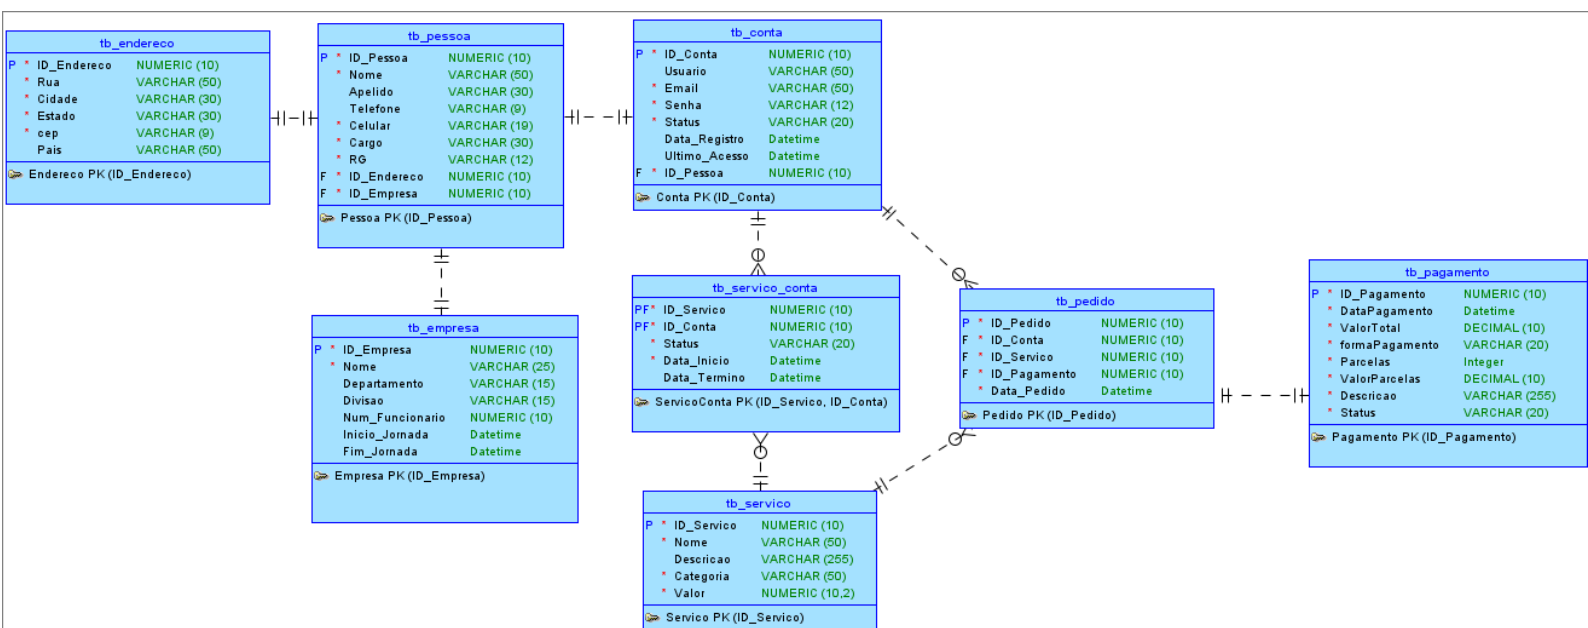 tb_endereco
P * ID_Endereco NUMERIC (10)
* Rua VARCHAR (50)
* Cidade VARCHAR (30)
* Estado VARCHAR (30)
* cep VARCHAR (9)
Pais VARCHAR (50)
Endereco PK (ID_Endereco)
tb_pessoa
P * ID_Pessoa NUMERIC (10)
* Nome VARCHAR (50)
Apelido VARCHAR (30)
Telefone VARCHAR (9)
* Celular VARCHAR (19)
* Cargo VARCHAR (30)
* RG VARCHAR (12)
F * ID_Endereco NUMERIC (10)
F * ID_Empresa NUMERIC (10)
Pessoa PK (ID_Pessoa)
tb_conta
P * ID_Conta NUMERIC (10)
Usuario VARCHAR (50)
* Email VARCHAR (50)
* Senha VARCHAR (12)
* Status VARCHAR (20)
Data_Registro Datetime
Ultimo_Acesso Datetime
F * ID_Pessoa NUMERIC (10)
Conta PK (ID_Conta)
tb_empresa
P * ID_Empresa NUMERIC (10)
* Nome VARCHAR (25)
Departamento VARCHAR (15)
Divisao VARCHAR (15)
Num_Funcionario NUMERIC (10)
Inicio_Jornada Datetime
Fim_Jornada Datetime
Empresa PK (ID_Empresa)
tb_servico_conta
PF* ID_Servico NUMERIC (10)
PF* ID_Conta NUMERIC (10)
* Status VARCHAR (20)
* Data_Inicio Datetime
Data_Termino Datetime
ServicoConta PK (ID_Servico, ID_Conta)
tb_pedido
P * ID_Pedido NUMERIC (10)
F * ID_Conta NUMERIC (10)
F * ID_Servico NUMERIC (10)
F * ID_Pagamento NUMERIC (10)
* Data_Pedido Datetime
Pedido PK (ID_Pedido)
tb_pagamento
P * ID_Pagamento NUMERIC (10)
* DataPagamento Datetime
* ValorTotal DECIMAL (10)
* formaPagamento VARCHAR (20)
* Parcelas Integer
* ValorParcelas DECIMAL (10)
* Descricao VARCHAR (255)
* Status VARCHAR (20)
Pagamento PK (ID_Pagamento)
tb_servico
P * ID_Servico NUMERIC (10)
* Nome VARCHAR (50)
Descricao VARCHAR (255)
* Categoria VARCHAR (50)
* Valor NUMERIC (10,2)
Servico PK (ID_Servico)